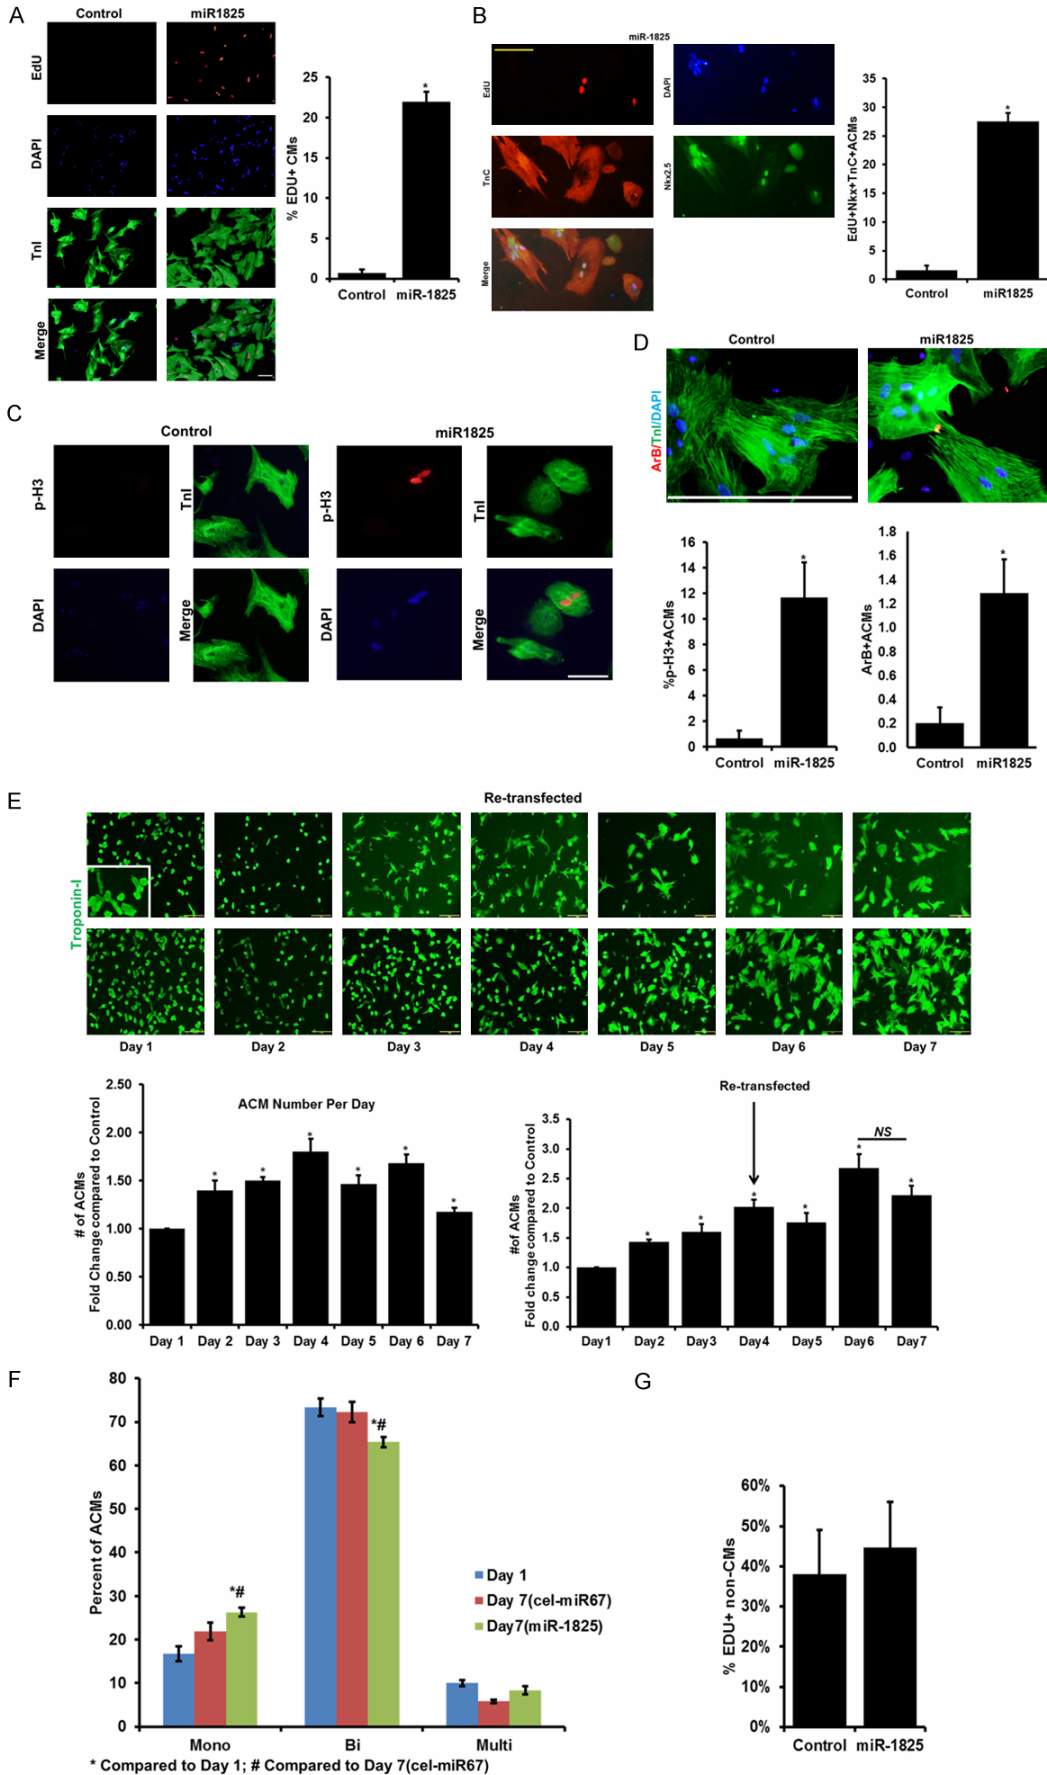 A
Control
miR1825
EdU
DAPI
TnI
Merge
% EDU+ CMs
25
20
15
10
5
0
*
Control
miR-1825
B
miR-1825
EdU
DAPI
TnC
Nkx2.5
Merge
EdU+Nkx+TnC+ACMs
35
30
25
20
15
10
5
0
*
Control
miR1825
C
Control
miR1825
p-H3
TnI
p-H3
TnI
DAPI
Merge
DAPI
Merge
D
Control
miR1825
ArB/TnI/DAPI
%p-H3+ACMs
16
14
12
10
8
6
4
2
0
*
Control
miR-1825
ArB+ACMs
1.8
1.6
1.4
1.2
1.0
0.8
0.6
0.4
0.2
0.0
*
Control
miR1825
E
Re-transfected
Troponin-I
Day 1
Day 2
Day 3
Day 4
Day 5
Day 6
Day 7
ACM Number Per Day
# of ACMs
Fold Change compared to Control
2.50
2.00
1.50
1.00
0.50
0.00
* * * * * *
Day 1 Day 2 Day 3 Day 4 Day 5 Day 6 Day 7
Re-transfected
#of ACMs
Fold change compared to Control
3.5
3.0
2.5
2.0
1.5
1.0
0.5
0.0
NS
* * * * * *
Day1 Day2 Day3 Day4 Day5 Day6 Day7
F
Percent of ACMs
80
70
60
50
40
30
20
10
0
*#
*#
Day 1
Day 7(cel-miR67)
Day7(miR-1825)
Mono
Bi
Multi
* Compared to Day 1; # Compared to Day 7(cel-miR67)
G
% EDU+ non-CMs
60%
50%
40%
30%
20%
10%
0%
Control
miR-1825